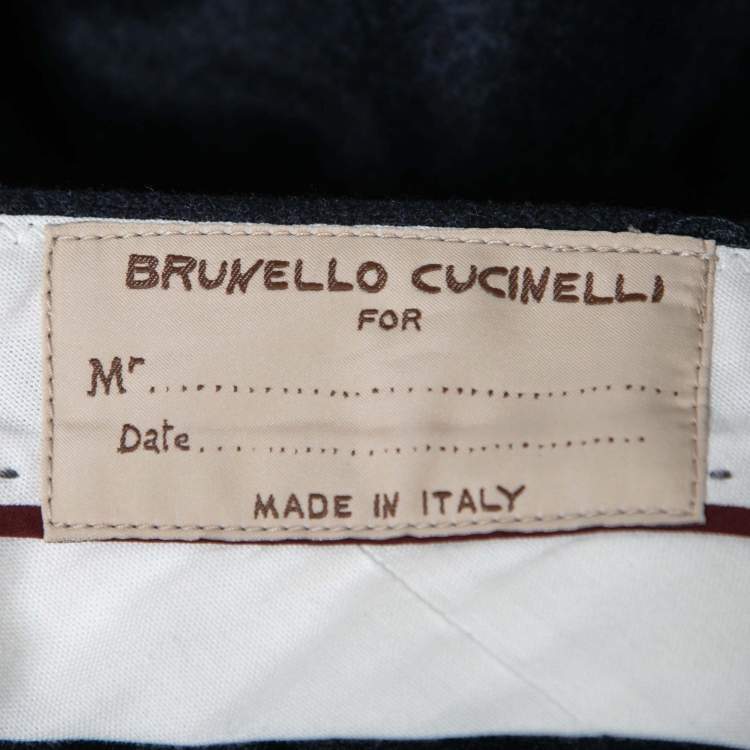 BRUNELLO CUCINELLI
FOR
Mr...............................................
Date.............................................
MADE IN ITALY